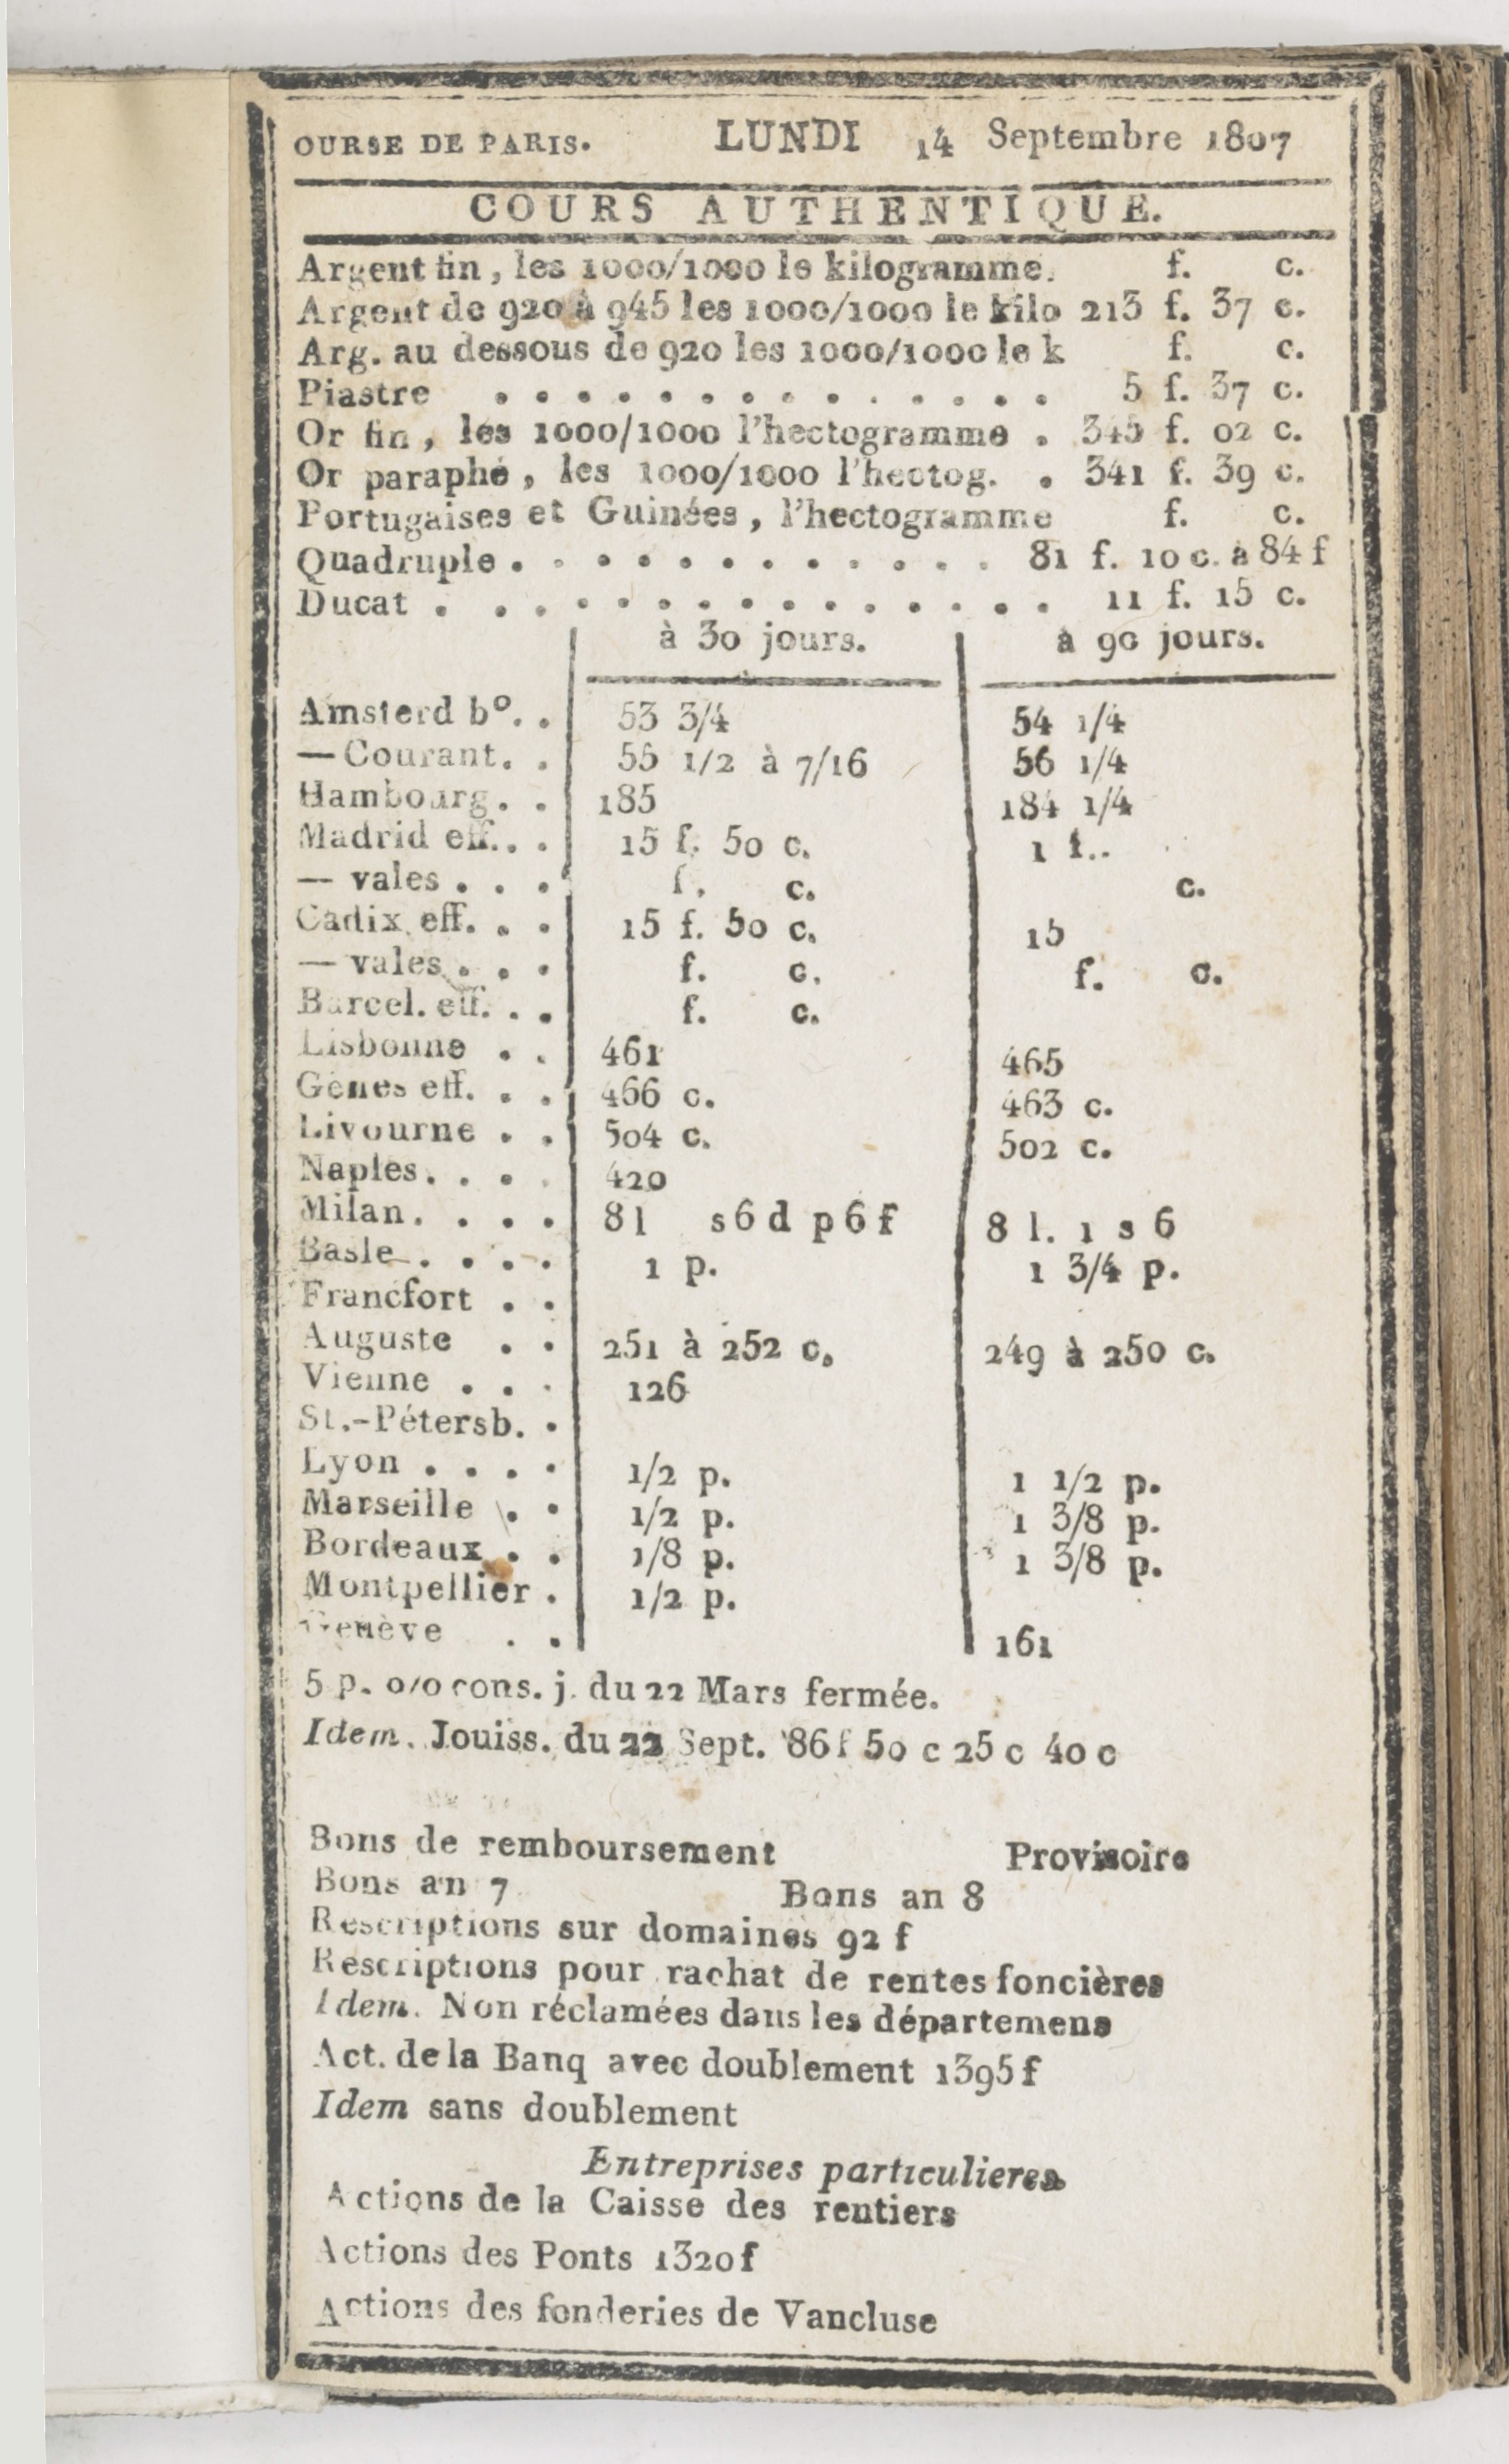 OURSE DE PARIS. LUNDI 14 Septembre 1807
COURS AUTHENTIQUE.
Argent fin, les 1000/1000 le kilogramme. f. c.
Argent de 920 à 945 les 1000/1000 le kilo 213 f. 37 c.
Arg. au dessous de 920 les 1000/1000 le k f. c.
Piastre . . . . . . . . . . . . . . 5 f. 37 c.
Or fin, les 1000/1000 l'hectogramme . 345 f. 02 c.
Or paraphé, les 1000/1000 l'hectog. . 341 f. 39 c.
Portugaises et Guinées, l'hectogramme f. c.
Quadruple . . . . . . . . . . . . 81 f. 10 c. à 84 f
Ducat . . . . . . . . . . . . . . . 11 f. 15 c.
à 30 jours. à 90 jours.
Amsterd b°. . 53 3/4 54 1/4
— Courant. . 55 1/2 à 7/16 56 1/4
Hambourg. . 185 184 1/4
Madrid eff. . . 15 f. 50 c. 1 f..
— vales . . . f. c. c.
Cadix eff. . . 15 f. 50 c. 15
— vales . . . f. c. f. c.
Barcel. eff. . . f. c.
Lisbonne . . 461 465
Gènes eff. . . 466 c. 463 c.
Livourne . . 504 c. 502 c.
Naples. . . . 420
Milan. . . . 8 l s 6 d p 6 f 8 l. 1 s 6
Basle . . . . 1 p. 1 3/4 p.
Francfort . .
Auguste . . 251 à 252 c. 249 à 250 c.
Vienne . . . 126
St.-Pétersb. .
Lyon . . . . 1/2 p. 1 1/2 p.
Marseille . . 1/2 p. 1 3/8 p.
Bordeaux . . 1/8 p. 1 3/8 p.
Montpellier . 1/2 p.
Genève . . 161
5 p. 0/0 cons. j. du 22 Mars fermée.
Idem. Jouiss. du 22 Sept. 86 f 50 c 25 c 40 c
Bons de remboursement Provisoire
Bons an 7 Bons an 8
Rescriptions sur domaines 92 f
Rescriptions pour rachat de rentes foncières
Idem. Non réclamées dans les départemens
Act. de la Banq avec doublement 1395 f
Idem sans doublement
Entreprises particulieres
Actions de la Caisse des rentiers
Actions des Ponts 1320 f
Actions des fonderies de Vancluse